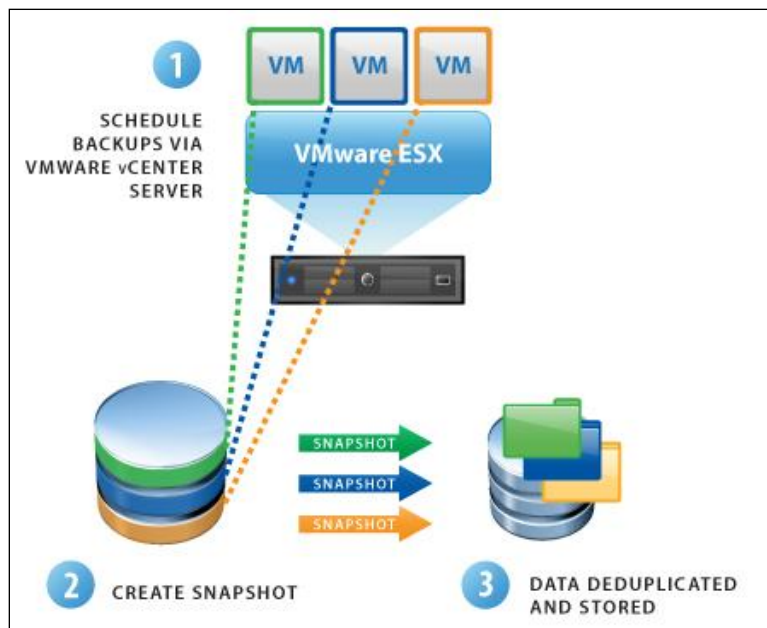 1
SCHEDULE
BACKUPS VIA
VMWARE vCENTER
SERVER
VM VM VM
VMware ESX
SNAPSHOT
SNAPSHOT
SNAPSHOT
2 CREATE SNAPSHOT
3 DATA DEDUPLICATED
AND STORED